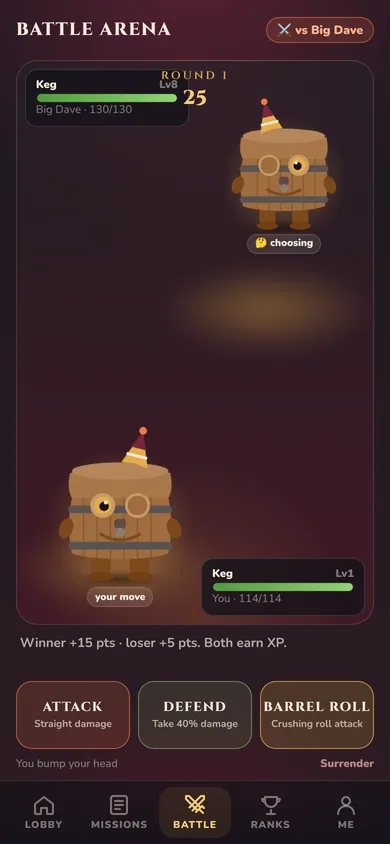 BATTLE ARENA
⚔️ vs Big Dave
ROUND 1
25
Keg Lv8
Big Dave · 130/130
🤔 choosing
Keg Lv1
You · 114/114
your move
Winner +15 pts · loser +5 pts. Both earn XP.
ATTACK
Straight damage
DEFEND
Take 40% damage
BARREL ROLL
Crushing roll attack
You bump your head
Surrender
LOBBY
MISSIONS
BATTLE
RANKS
ME